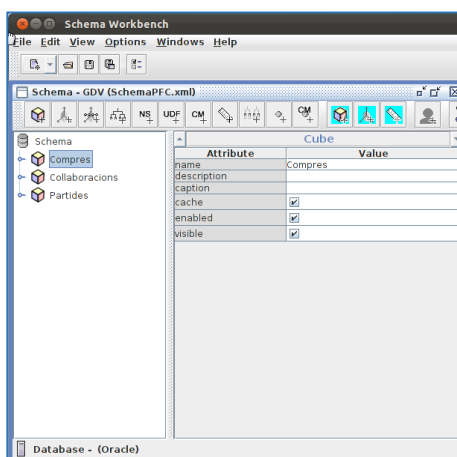 Schema Workbench
File Edit View Options Windows Help
Schema - GDV (SchemaPFC.xml)
NS UDF CM CM
Schema
Compres
Collaboracions
Partides
Cube
Attribute Value
name Compres
description
caption
cache
enabled
visible
Database - (Oracle)